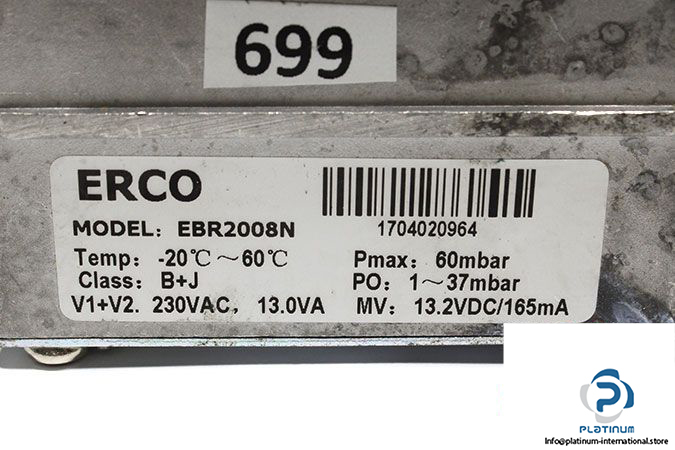 699
ERCO
1704020964
MODEL: EBR2008N
Temp: -20℃～60℃
Pmax: 60mbar
Class: B+J
PO: 1～37mbar
V1+V2. 230VAC, 13.0VA
MV: 13.2VDC/165mA
PLATINUM
Info@platinum-international.store